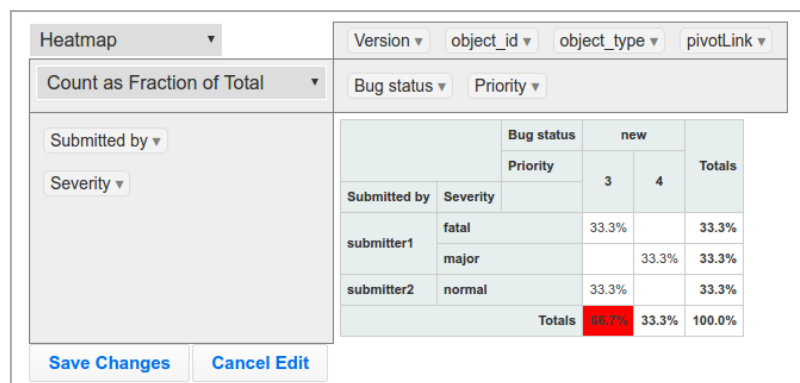 Heatmap ▼ Version ▼ object_id ▼ object_type ▼ pivotLink ▼
Count as Fraction of Total ▼ Bug status ▼ Priority ▼
Submitted by ▼
Severity ▼
Bug status new Totals
Priority 3 4
Submitted by Severity
submitter1 fatal 33.3% 33.3%
major 33.3% 33.3%
submitter2 normal 33.3% 33.3%
Totals 66.7% 33.3% 100.0%
Save Changes Cancel Edit